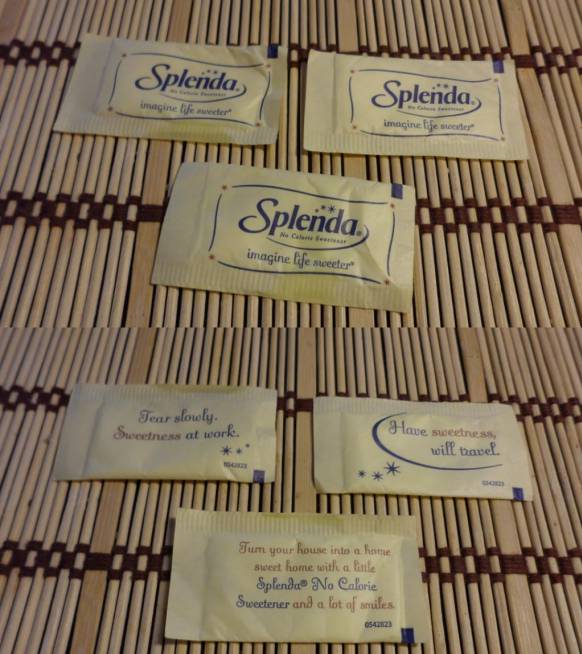 Splenda®
No Calorie Sweetener
imagine life sweeter®
Splenda®
No Calorie Sweetener
imagine life sweeter®
Splenda®
No Calorie Sweetener
imagine life sweeter®
Tear slowly.
Sweetness at work.
0542823
Have sweetness,
will travel.
0542823
Turn your house into a home
sweet home with a little
Splenda® No Calorie
Sweetener and a lot of smiles.
0542823